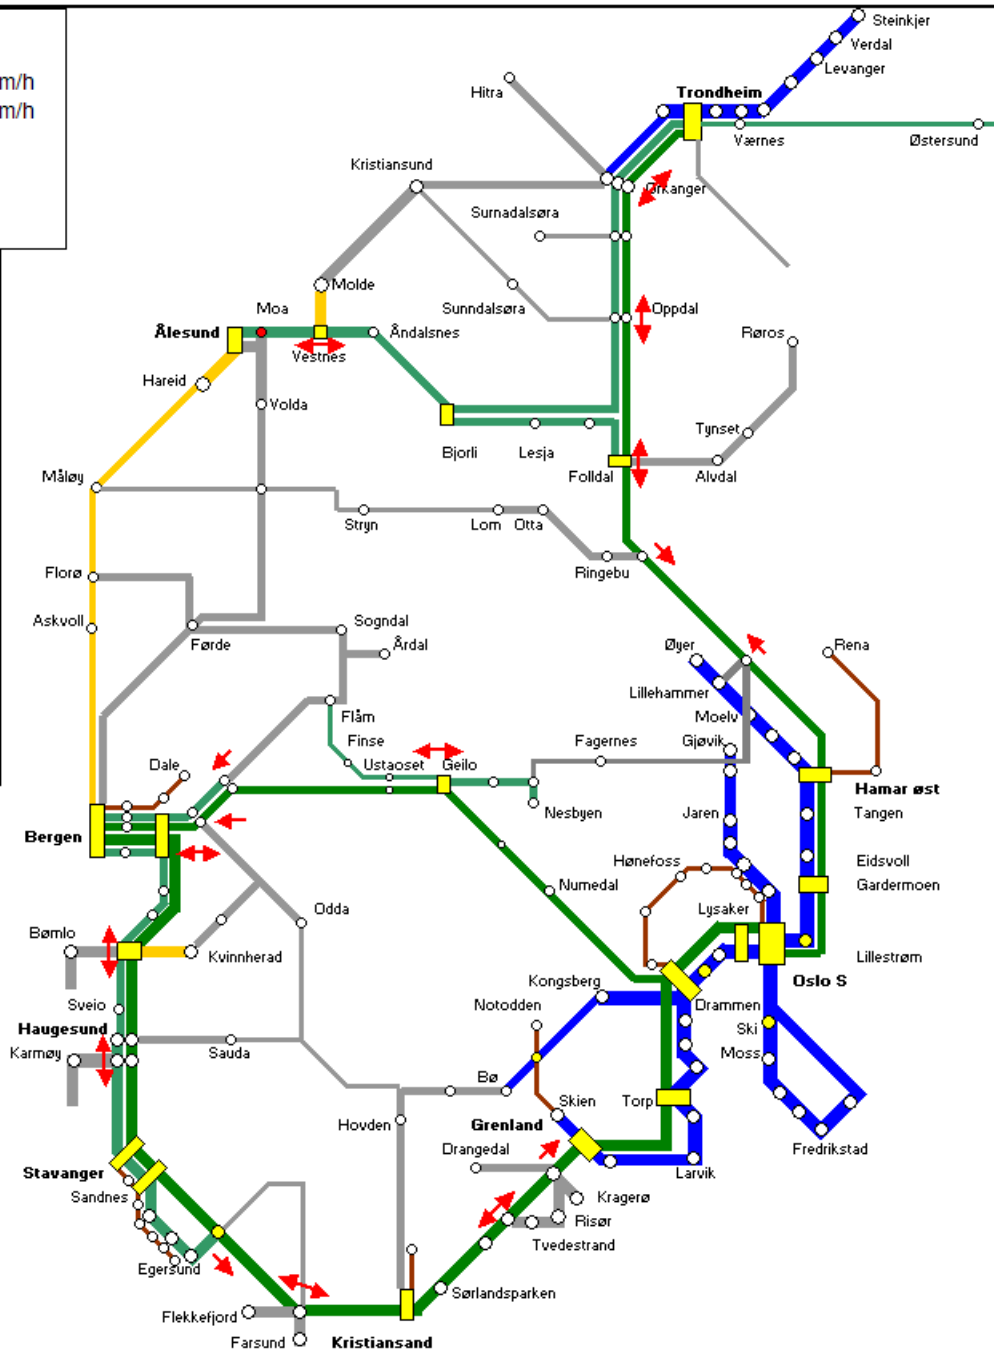 m/h
m/h
Steinkjer
Verdal
Levanger
Hitra
Trondheim
Værnes
Østersund
Kristiansund
Orkanger
Surnadalsøra
Molde
Moa
Sunndalsøra
Oppdal
Ålesund
Åndalsnes
Røros
Vestnes
Hareid
Volda
Tynset
Bjorli
Lesja
Folldal
Alvdal
Måløy
Stryn
Lom
Otta
Florø
Ringebu
Askvoll
Sogndal
Førde
Årdal
Øyer
Rena
Lillehammer
Flåm
Moelv
Finse
Fagernes
Gjøvik
Dale
Ustaoset
Geilo
Hamar øst
Nesbyen
Jaren
Tangen
Bergen
Hønefoss
Eidsvoll
Numedal
Gardermoen
Odda
Lysaker
Bømlo
Kvinnherad
Lillestrøm
Kongsberg
Oslo S
Sveio
Notodden
Drammen
Haugesund
Ski
Karmøy
Sauda
Moss
Bø
Skien
Torp
Hovden
Grenland
Drangedal
Fredrikstad
Stavanger
Larvik
Sandnes
Kragerø
Risør
Tvedestrand
Egersund
Sørlandsparken
Flekkefjord
Farsund
Kristiansand